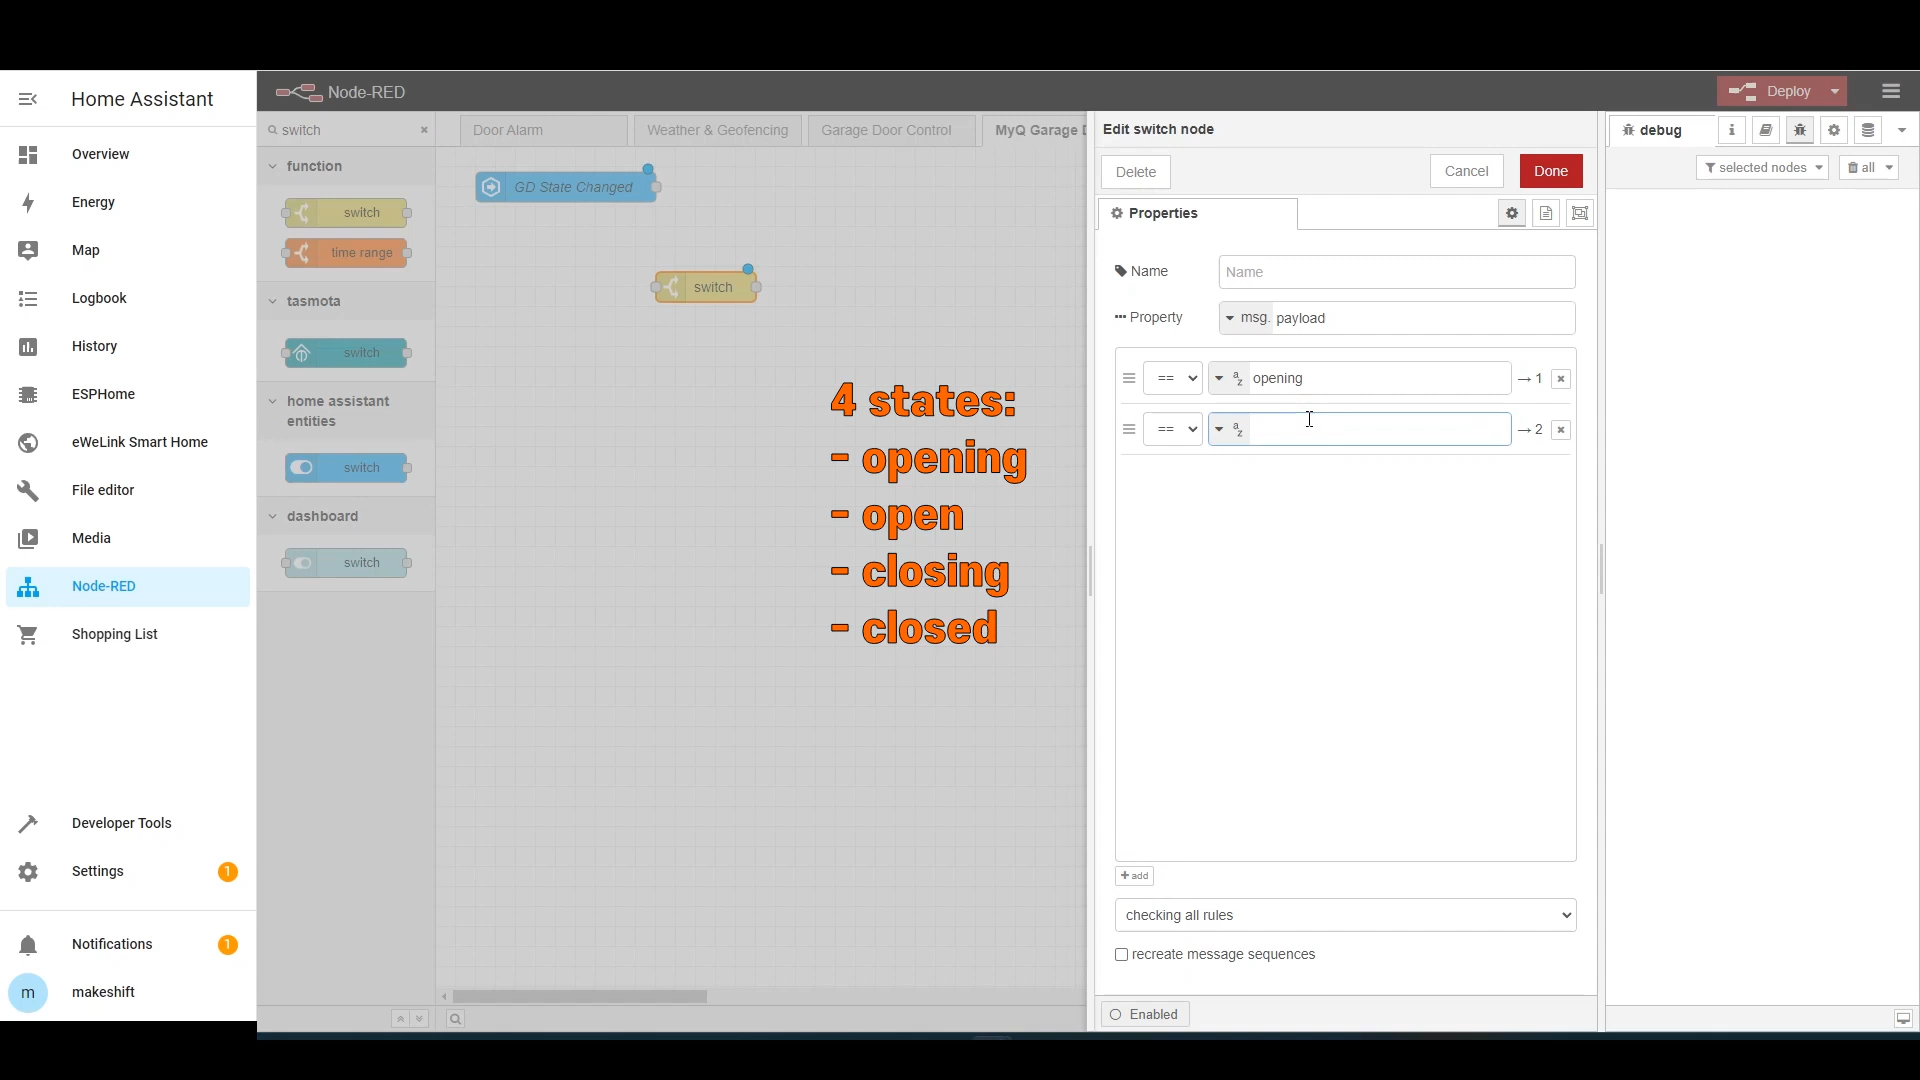 Home Assistant
Overview
Energy
Map
Logbook
History
ESPHome
eWeLink Smart Home
File editor
Media
Node-RED
Shopping List
Developer Tools
Settings 1
Notifications 1
m makeshift
Node-RED
Deploy
switch
function
switch
time range
tasmota
switch
home assistant
entities
switch
dashboard
switch
Door Alarm
Weather & Geofencing
Garage Door Control
MyQ Garage D
GD State Changed
switch
4 states:
- opening
- open
- closing
- closed
Edit switch node
Delete
Cancel
Done
Properties
Name
Name
Property
msg. payload
== az opening → 1
== az → 2
+ add
checking all rules
recreate message sequences
Enabled
debug
i
selected nodes
all